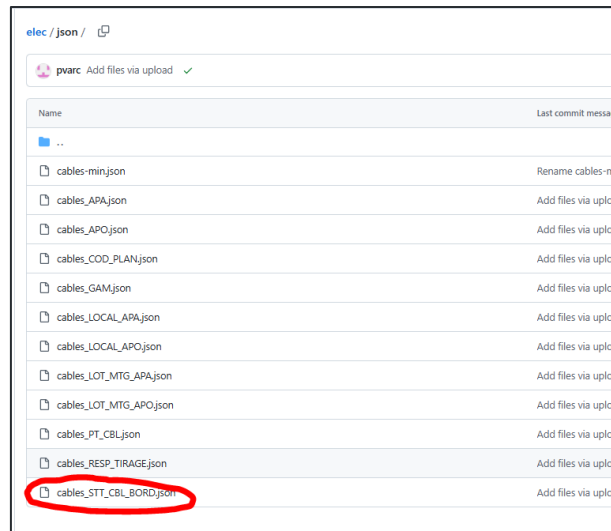 elec / json /
pvarc Add files via upload
Name Last commit messa
..
cables-min.json Rename cables-m
cables_APA.json Add files via uplo
cables_APO.json Add files via uplo
cables_COD_PLAN.json Add files via uplo
cables_GAM.json Add files via uplo
cables_LOCAL_APA.json Add files via uplo
cables_LOCAL_APO.json Add files via uplo
cables_LOT_MTG_APA.json Add files via uplo
cables_LOT_MTG_APO.json Add files via uplo
cables_PT_CBL.json Add files via uplo
cables_RESP_TIRAGE.json Add files via uplo
cables_STT_CBL_BORD.json Add files via uplo